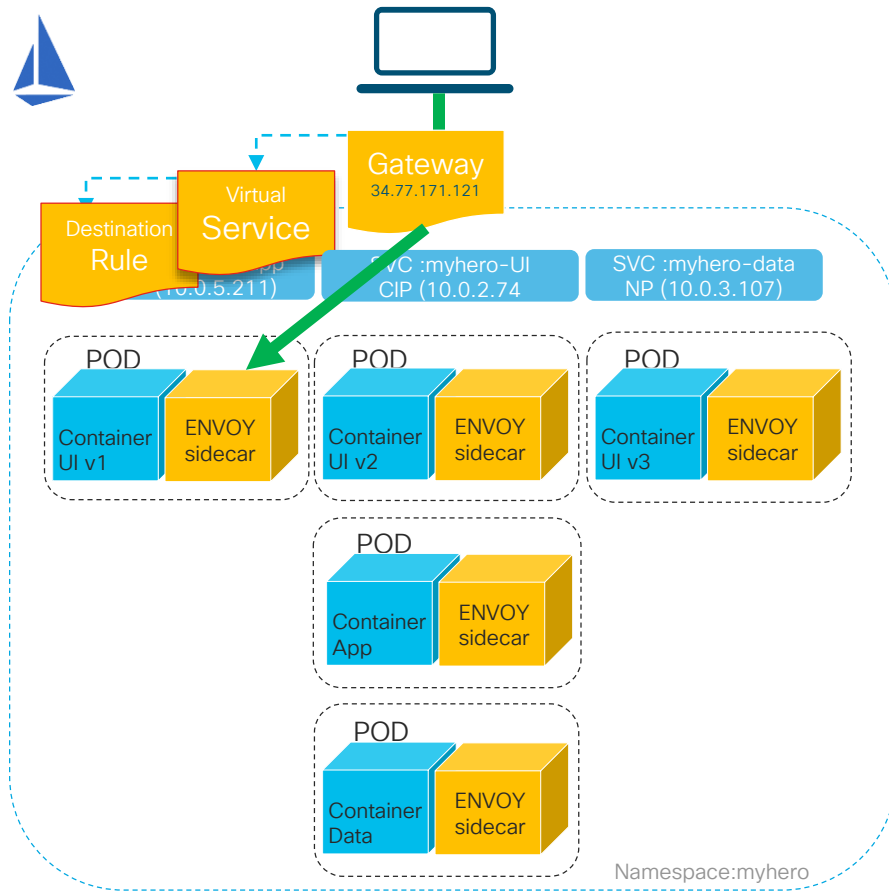 Gateway
34.77.171.121
Virtual
Service
Destination
Rule
(10.0.5.211)
SVC :myhero-UI
CIP (10.0.2.74
SVC :myhero-data
NP (10.0.3.107)
POD
Container
UI v1
ENVOY
sidecar
POD
Container
UI v2
ENVOY
sidecar
POD
Container
UI v3
ENVOY
sidecar
POD
Container
App
ENVOY
sidecar
POD
Container
Data
ENVOY
sidecar
Namespace:myhero